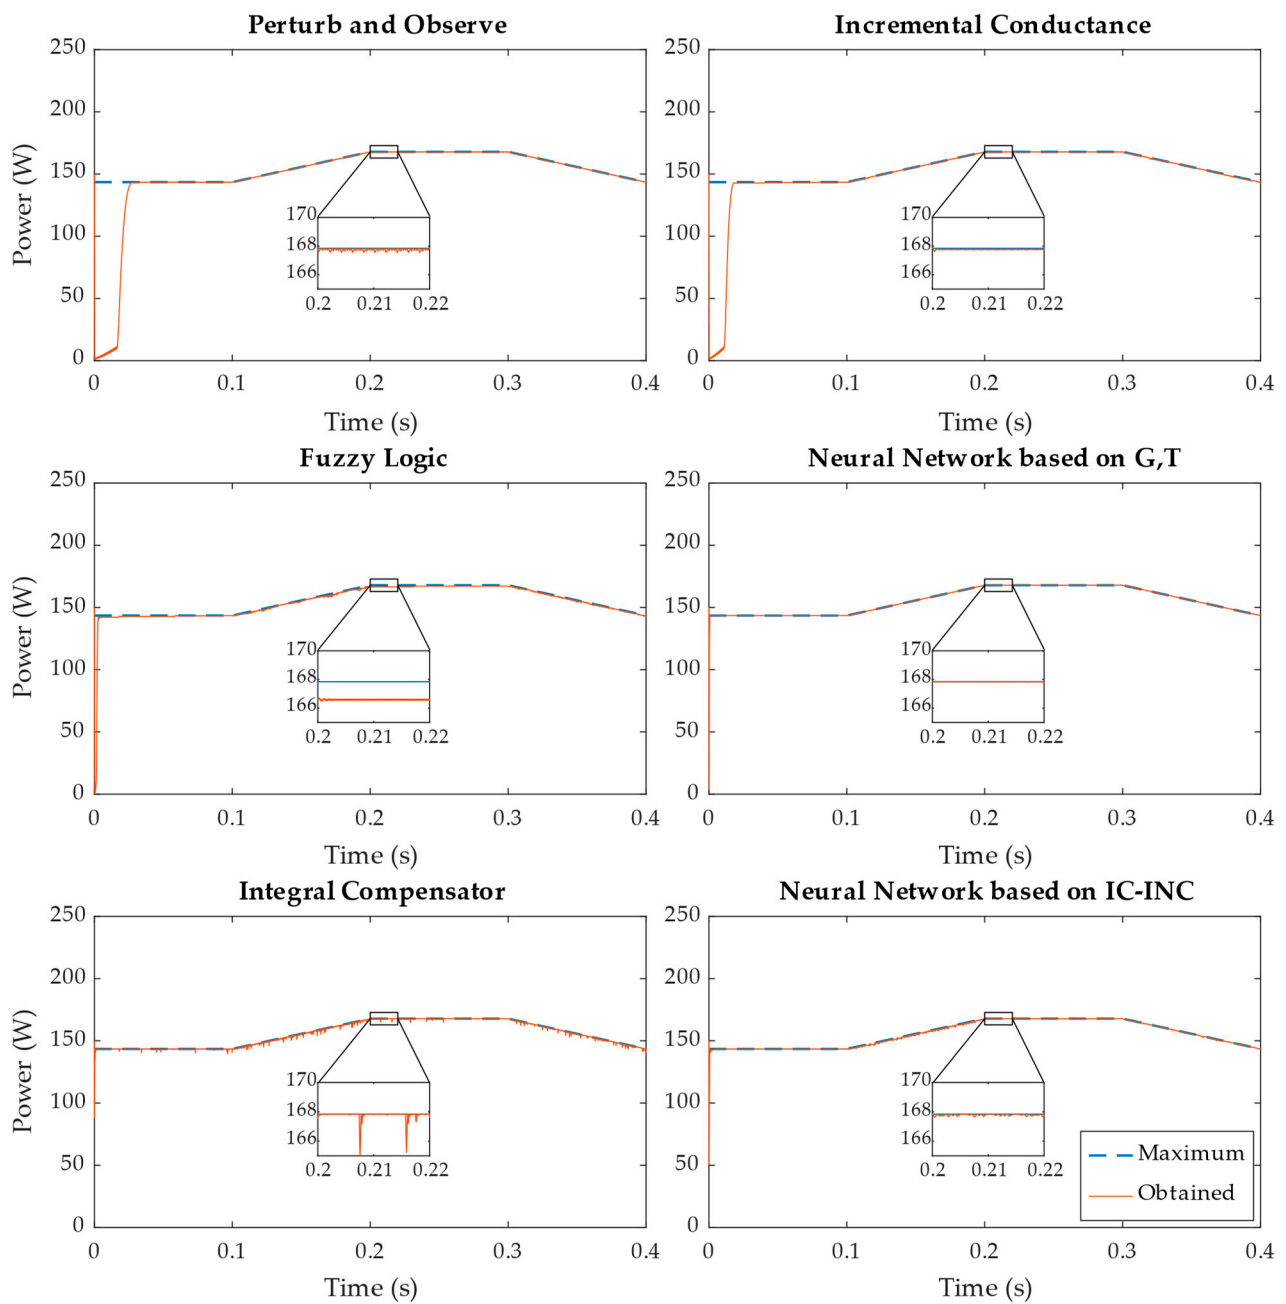 Perturb and Observe
250
200
150
100
50
0
Power (W)
170
168
166
0.2 0.21 0.22
0 0.1 0.2 0.3 0.4
Time (s)
Incremental Conductance
250
200
150
100
50
0
Power (W)
170
168
166
0.2 0.21 0.22
0 0.1 0.2 0.3 0.4
Time (s)
Fuzzy Logic
250
200
150
100
50
0
Power (W)
170
168
166
0.2 0.21 0.22
0 0.1 0.2 0.3 0.4
Time (s)
Neural Network based on G,T
250
200
150
100
50
0
Power (W)
170
168
166
0.2 0.21 0.22
0 0.1 0.2 0.3 0.4
Time (s)
Integral Compensator
250
200
150
100
50
0
Power (W)
170
168
166
0.2 0.21 0.22
0 0.1 0.2 0.3 0.4
Time (s)
Neural Network based on IC-INC
250
200
150
100
50
0
Power (W)
170
168
166
0.2 0.21 0.22
Maximum
Obtained
0 0.1 0.2 0.3 0.4
Time (s)